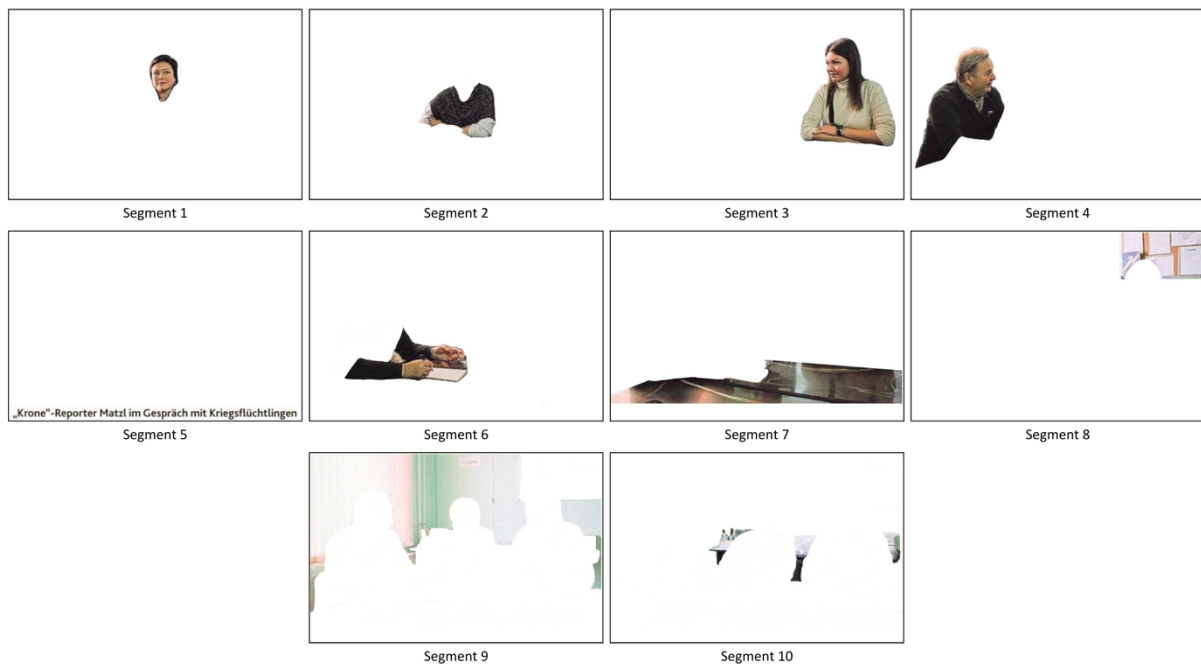 Segment 1
Segment 2
Segment 3
Segment 4
„Krone“-Reporter Matzl im Gespräch mit Kriegsflüchtlingen
Segment 5
Segment 6
Segment 7
Segment 8
Segment 9
Segment 10